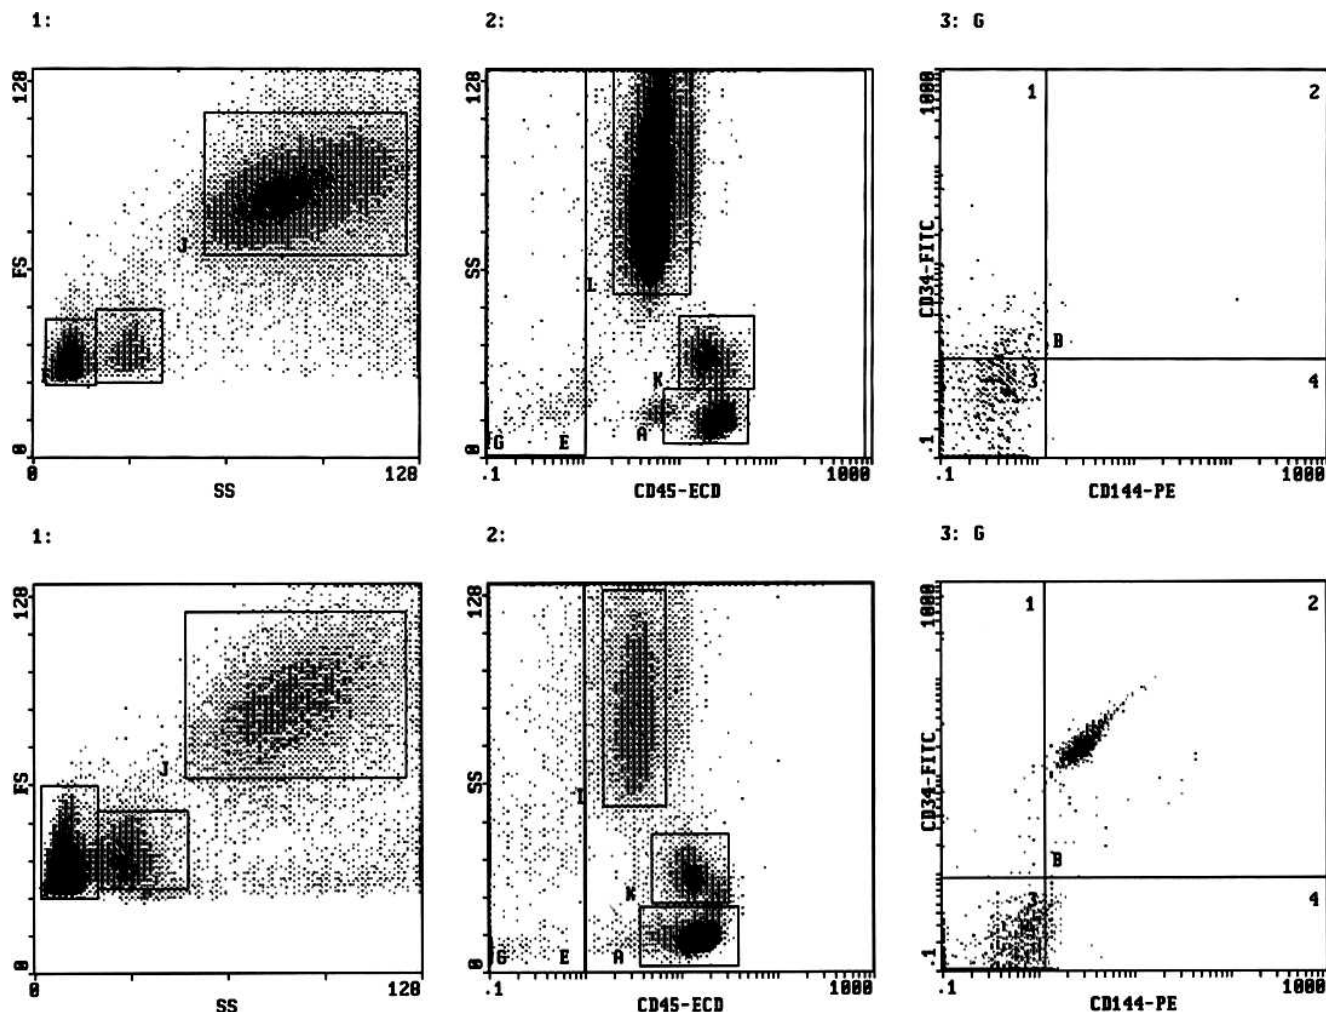 1:
2:
3: G
128
FS
0
J
0
128
SS
128
SS
0
L
K
G
E
A
.1
1000
CD45-ECD
1000
CD34-FITC
.1
1
2
B
3
4
.1
1000
CD144-PE
1:
2:
3: G
128
FS
0
J
0
128
SS
128
SS
0
K
G
E
A
.1
1000
CD45-ECD
1000
CD34-FITC
.1
1
2
B
3
4
.1
1000
CD144-PE